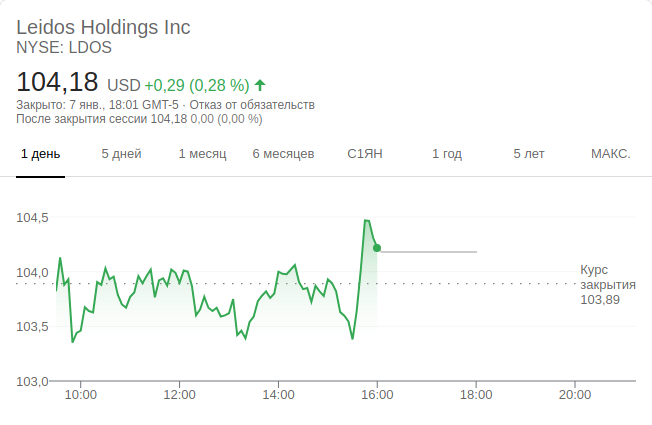 Leidos Holdings Inc
NYSE: LDOS
104,18 USD +0,29 (0,28 %)
Закрыто: 7 янв., 18:01 GMT-5 · Отказ от обязательств
После закрытия сессии 104,18 0,00 (0,00 %)
1 день 5 дней 1 месяц 6 месяцев С1ЯН 1 год 5 лет МАКС.
104,5
104,0
103,5
103,0
Курс
закрытия
103,89
10:00 12:00 14:00 16:00 18:00 20:00